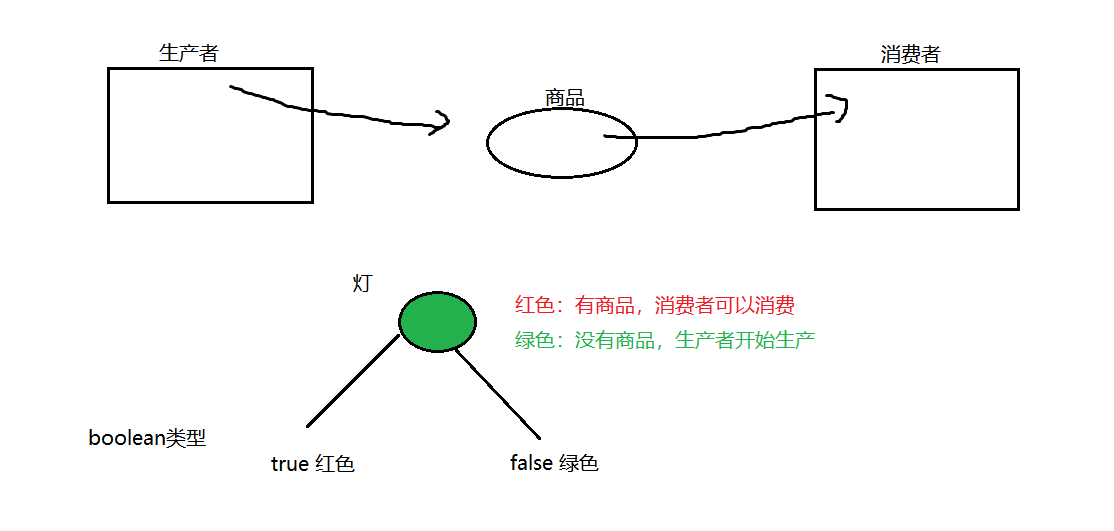 生产者
商品
消费者
灯
红色：有商品，消费者可以消费
绿色：没有商品，生产者开始生产
boolean类型
true 红色
false 绿色